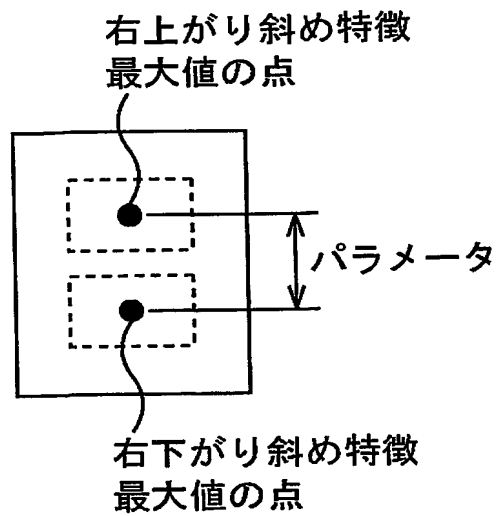 右上がり斜め特徴
最大値の点
パラメータ
右下がり斜め特徴
最大値の点